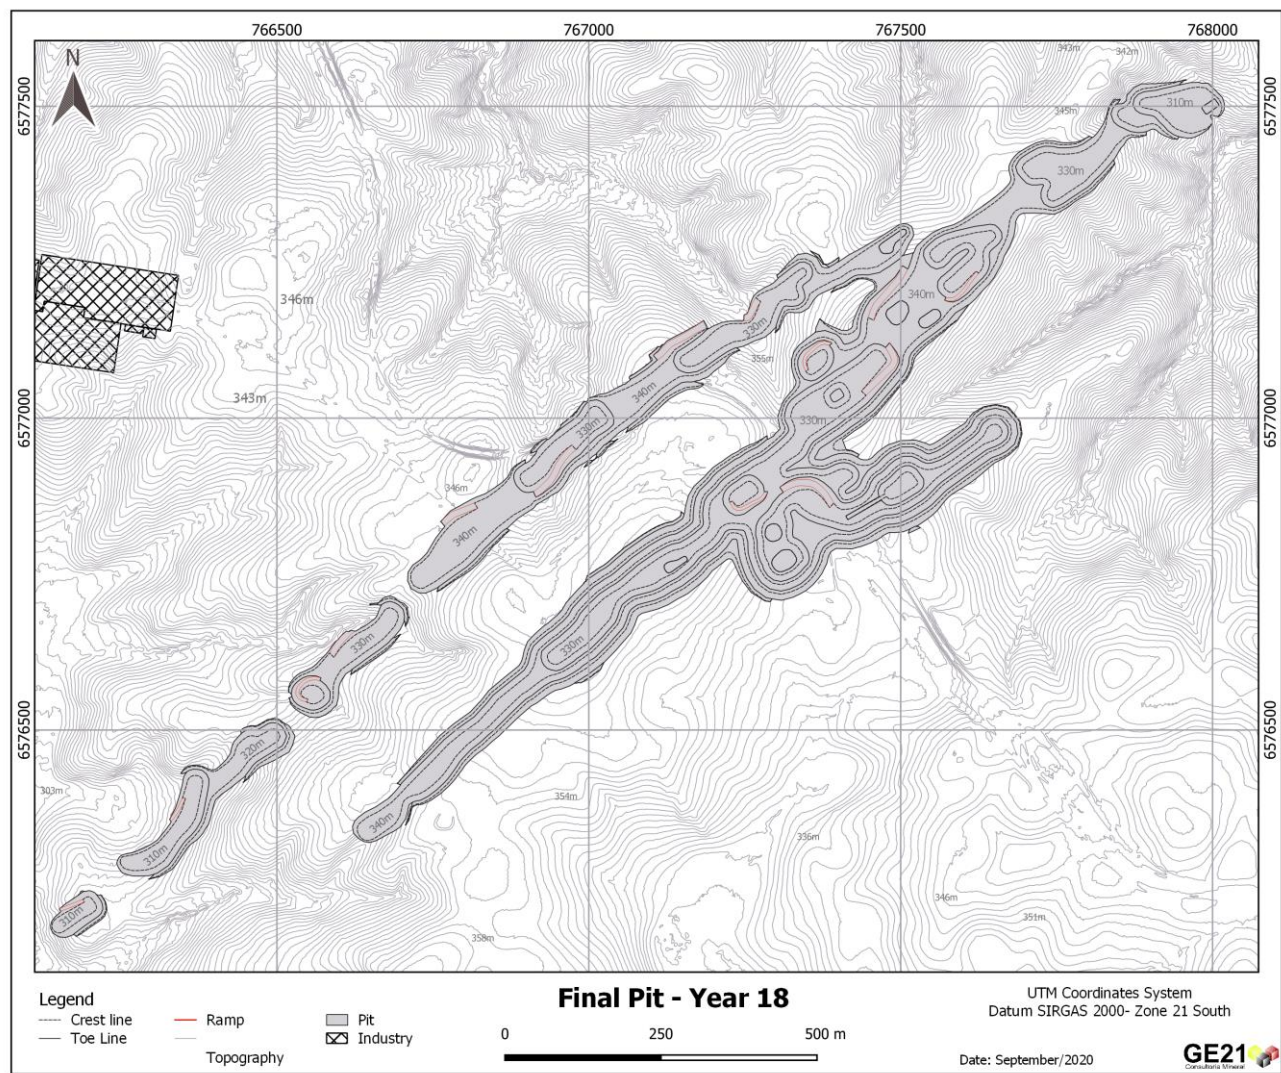 766500 767000 767500 768000
N
343m
342m
6577500
345m
310m
6577500
330m
346m
340m
330m
355m
340m
343m
6577000
330m
330m
6577000
346m
340m
330m
330m
6576500
320m
6576500
303m
354m
340m
336m
310m
346m
310m
351m
358m
Legend
Crest line
Toe Line
Ramp
Topography
Pit
Industry
Final Pit - Year 18
0 250 500 m
UTM Coordinates System
Datum SIRGAS 2000- Zone 21 South
Date: September/2020
GE21
Consultoria Mineral